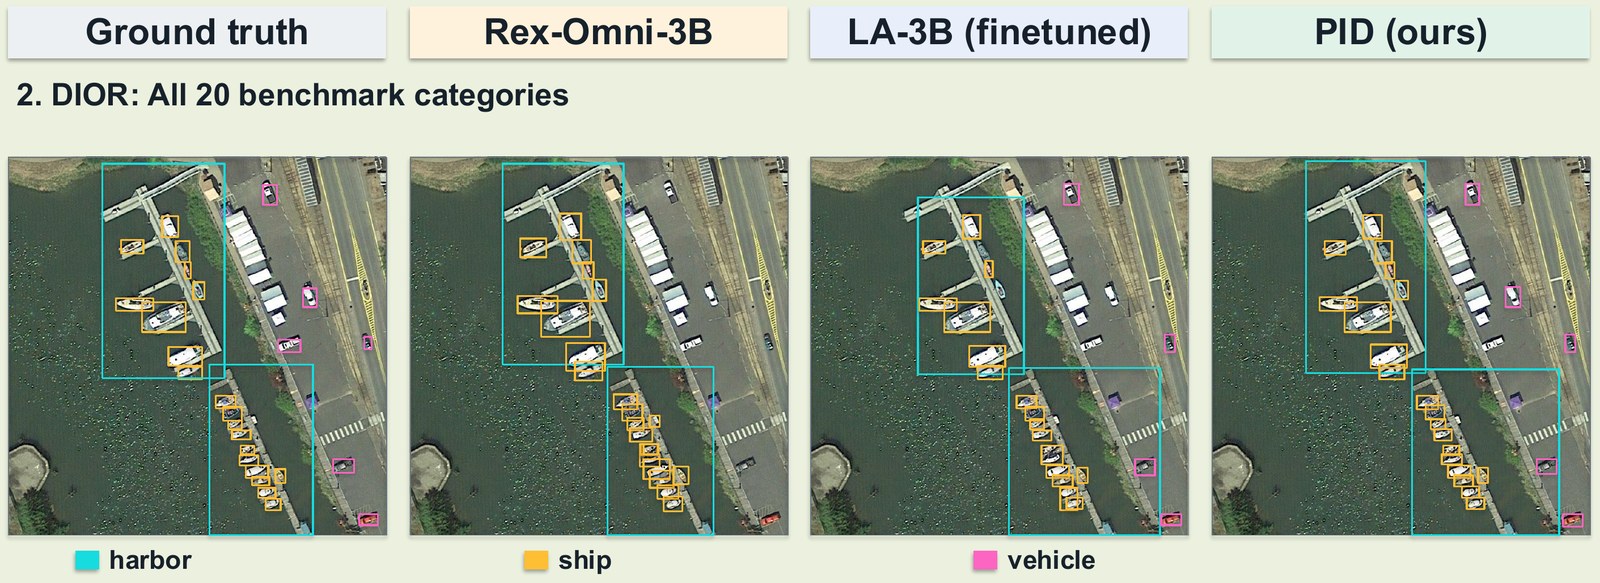 Ground truth
Rex-Omni-3B
LA-3B (finetuned)
PID (ours)
2. DIOR: All 20 benchmark categories
harbor
ship
vehicle